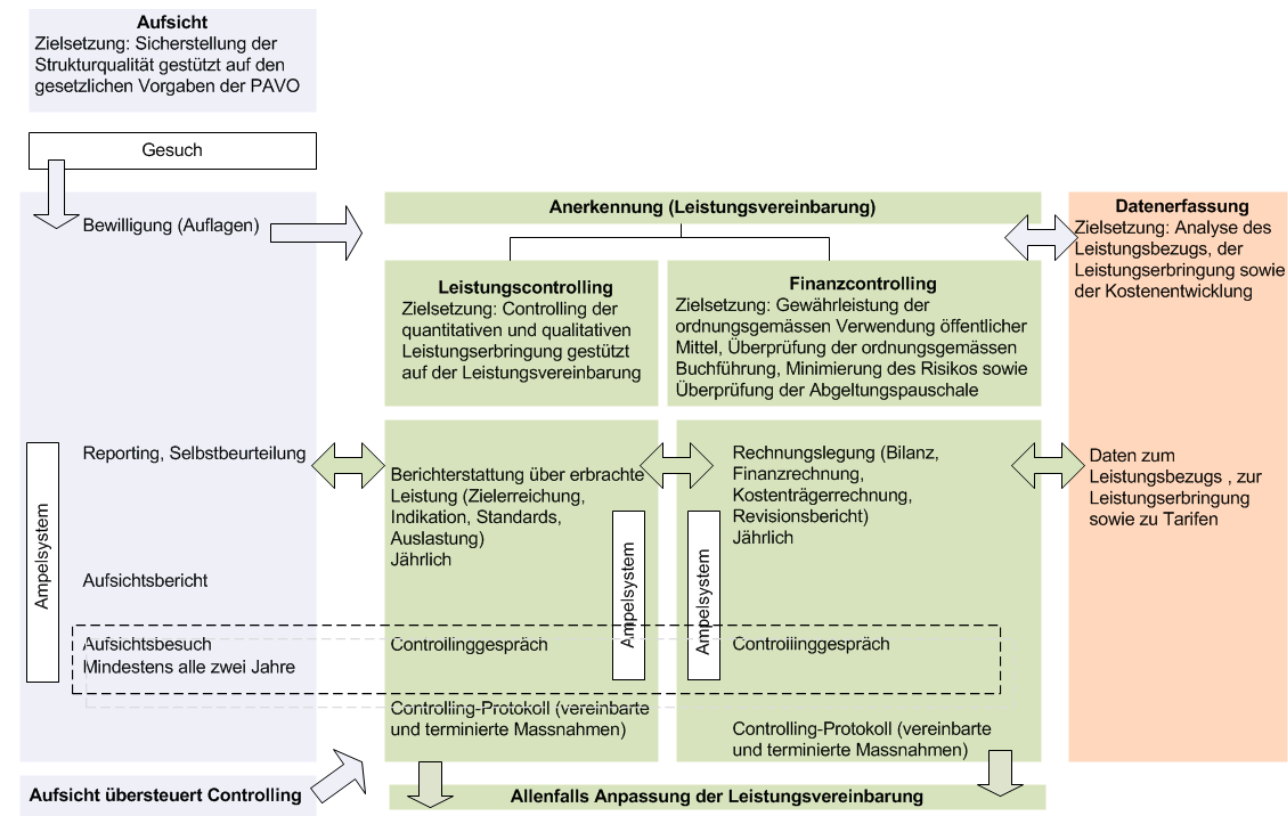 Aufsicht
Zielsetzung: Sicherstellung der
Strukturqualität gestützt auf den
gesetzlichen Vorgaben der PAVO
Gesuch
Bewilligung (Auflagen)
Reporting, Selbstbeurteilung
Ampelsystem
Aufsichtsbericht
Aufsichtsbesuch
Mindestens alle zwei Jahre
Aufsicht übersteuert Controlling
Anerkennung (Leistungsvereinbarung)
Leistungscontrolling
Zielsetzung: Controlling der
quantitativen und qualitativen
Leistungserbringung gestützt
auf der Leistungsvereinbarung
Finanzcontrolling
Zielsetzung: Gewährleistung der
ordnungsgemässen Verwendung öffentlicher
Mittel, Überprüfung der ordnungsgemässen
Buchführung, Minimierung des Risikos sowie
Überprüfung der Abgeltungspauschale
Berichterstattung über erbrachte
Leistung (Zielerreichung,
Indikation, Standards,
Auslastung)
Jährlich
Ampelsystem
Controllinggespräch
Controlling-Protokoll (vereinbarte
und terminierte Massnahmen)
Rechnungslegung (Bilanz,
Finanzrechnung,
Kostenträgerrechnung,
Revisionsbericht)
Jährlich
Ampelsystem
Controlliinggespräch
Controlling-Protokoll (vereinbarte
und terminierte Massnahmen)
Allenfalls Anpassung der Leistungsvereinbarung
Datenerfassung
Zielsetzung: Analyse des
Leistungsbezugs, der
Leistungserbringung sowie
der Kostenentwicklung
Daten zum
Leistungsbezugs , zur
Leistungserbringung
sowie zu Tarifen